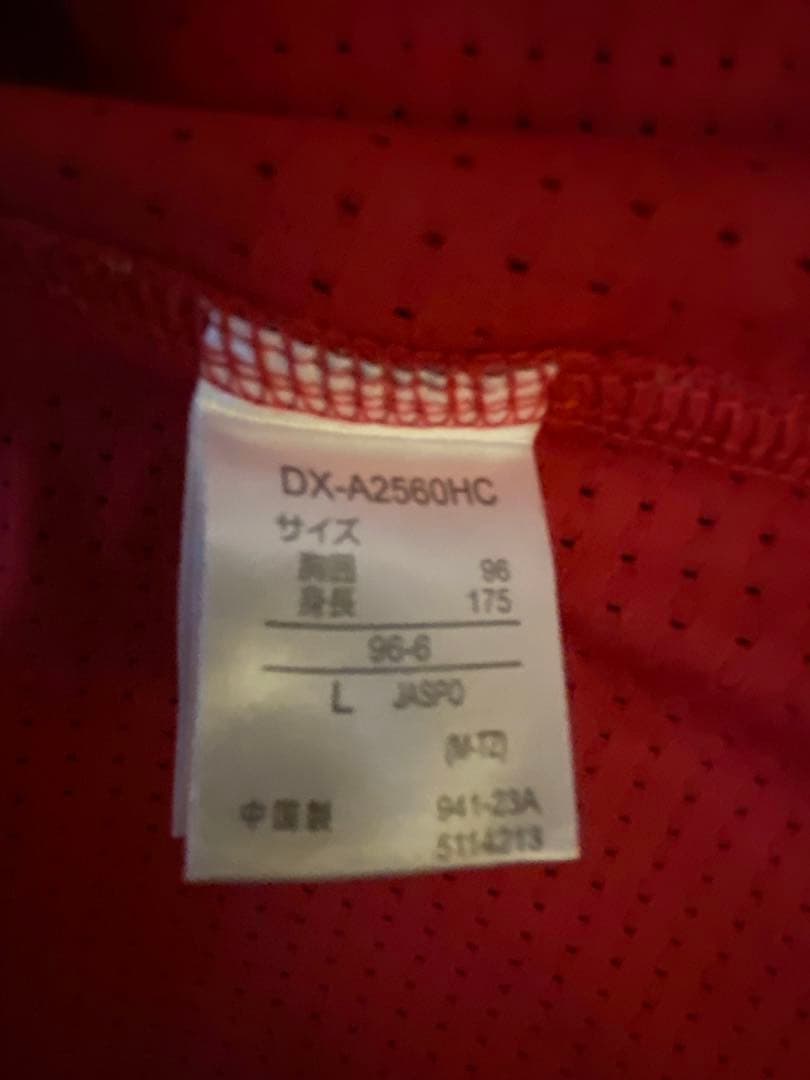 DX-A2560HC
サイズ
胸囲 96
身長 175
96-6
L JASPO
(M-TZ)
中国製 941-23A
5114213